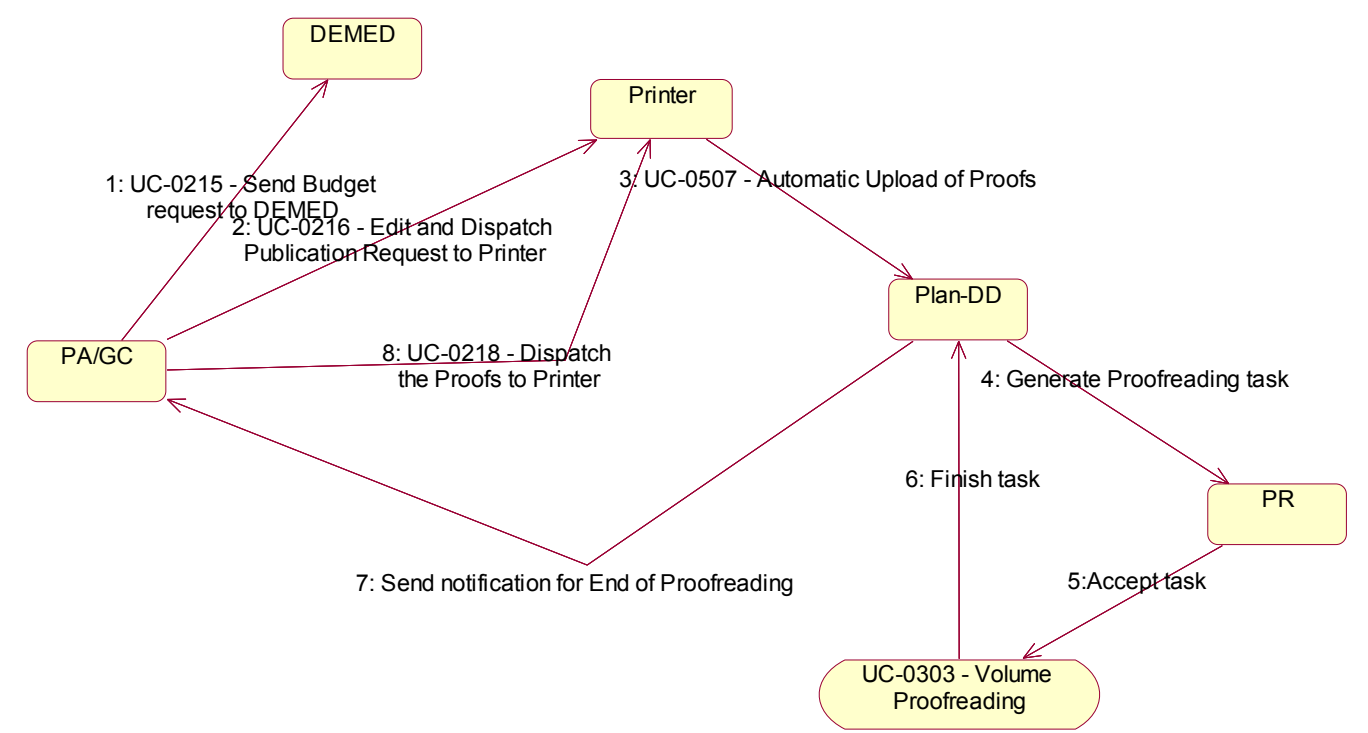 DEMED
Printer
1: UC-0215 - Send Budget
request to DEMED
3: UC-0507 - Automatic Upload of Proofs
2: UC-0216 - Edit and Dispatch
Publication Request to Printer
Plan-DD
PA/GC
8: UC-0218 - Dispatch
the Proofs to Printer
4: Generate Proofreading task
6: Finish task
PR
7: Send notification for End of Proofreading
5:Accept task
UC-0303 - Volume
Proofreading